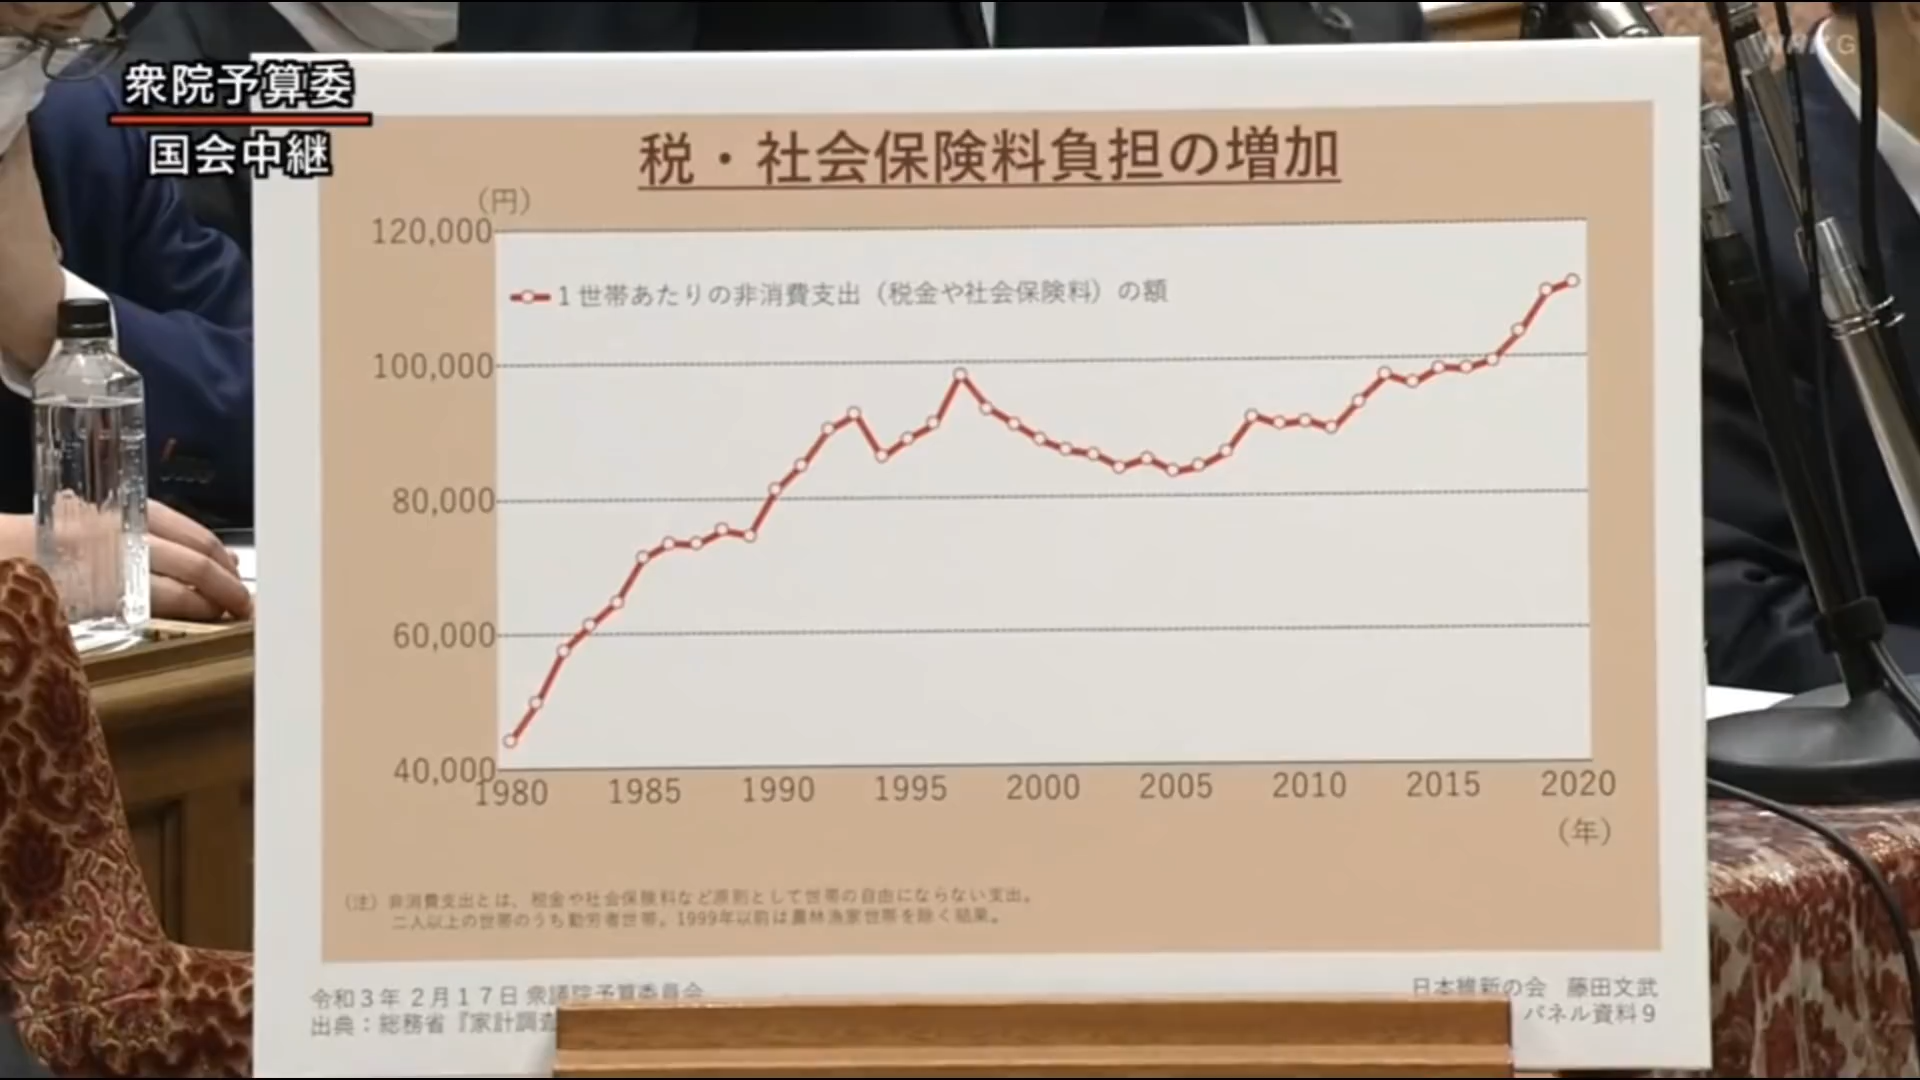 NHK G
衆院予算委
国会中継
税・社会保険料負担の増加
(円)
120,000
1世帯あたりの非消費支出(税金や社会保険料)の額
100,000
80,000
60,000
40,000
1980 1985 1990 1995 2000 2005 2010 2015 2020
(年)
(注)非消費支出とは、税金や社会保険料など原則として世帯の自由にならない支出。
二人以上の世帯のうち勤労者世帯。1999年以前は農林漁家世帯を除く結果。
令和3年2月17日 衆議院予算委員会
出典:総務省『家計調査
日本維新の会 藤田文武
パネル資料9